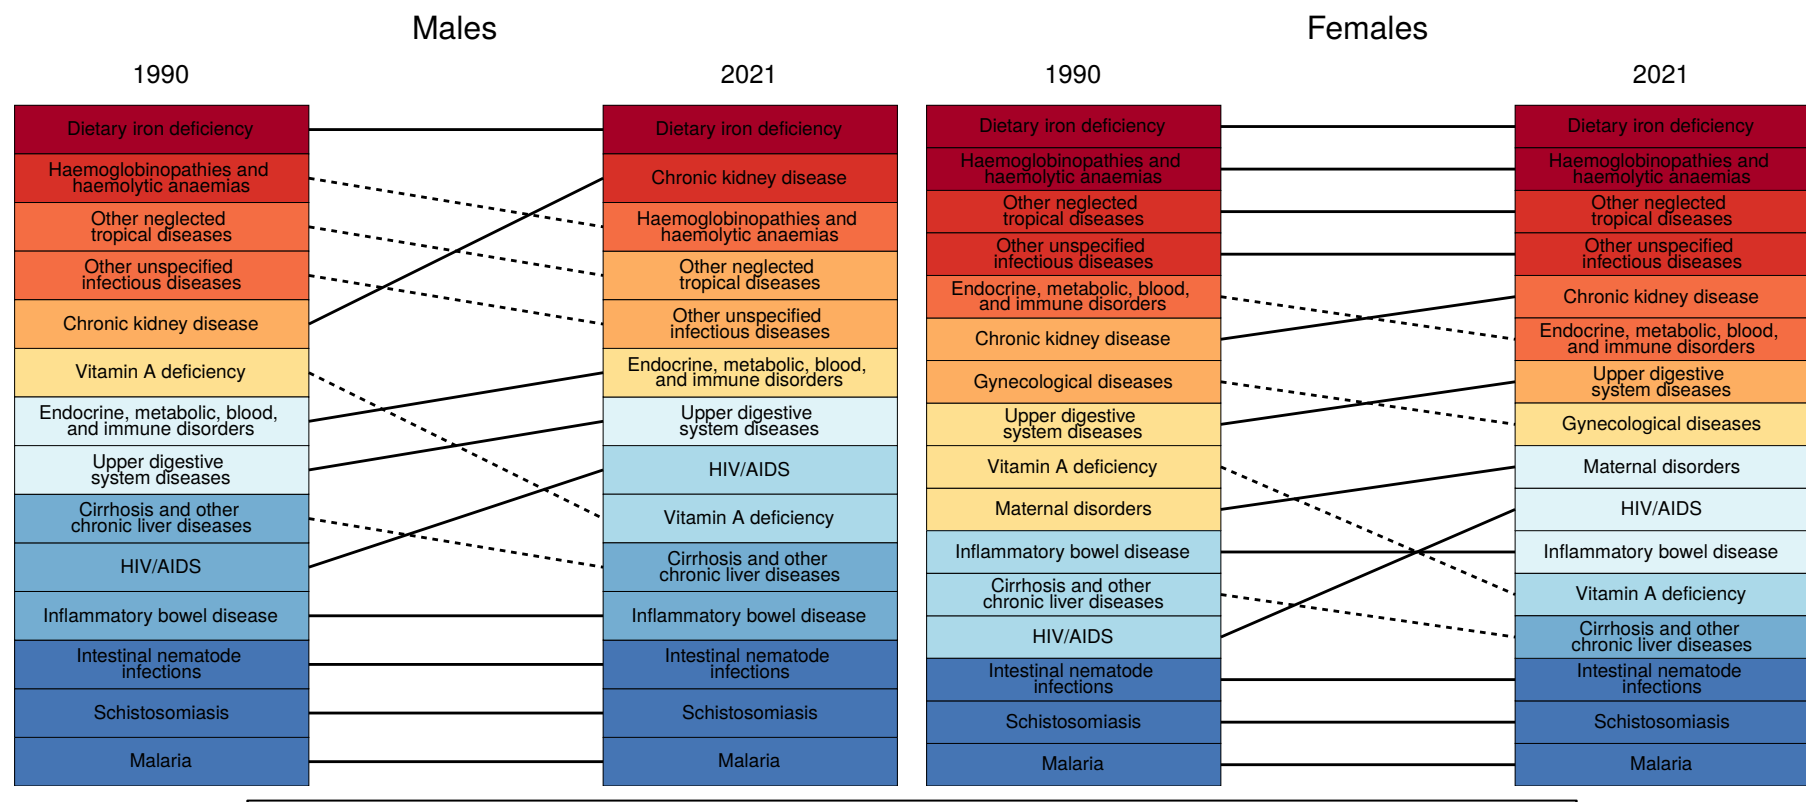 Males
1990
2021
Dietary iron deficiency
Haemoglobinopathies and
haemolytic anaemias
Other neglected
tropical diseases
Other unspecified
infectious diseases
Chronic kidney disease
Vitamin A deficiency
Endocrine, metabolic, blood,
and immune disorders
Upper digestive
system diseases
Cirrhosis and other
chronic liver diseases
HIV/AIDS
Inflammatory bowel disease
Intestinal nematode
infections
Schistosomiasis
Malaria
Dietary iron deficiency
Chronic kidney disease
Haemoglobinopathies and
haemolytic anaemias
Other neglected
tropical diseases
Other unspecified
infectious diseases
Endocrine, metabolic, blood,
and immune disorders
Upper digestive
system diseases
HIV/AIDS
Vitamin A deficiency
Cirrhosis and other
chronic liver diseases
Inflammatory bowel disease
Intestinal nematode
infections
Schistosomiasis
Malaria
Females
1990
2021
Dietary iron deficiency
Haemoglobinopathies and
haemolytic anaemias
Other neglected
tropical diseases
Other unspecified
infectious diseases
Endocrine, metabolic, blood,
and immune disorders
Chronic kidney disease
Gynecological diseases
Upper digestive
system diseases
Vitamin A deficiency
Maternal disorders
Inflammatory bowel disease
Cirrhosis and other
chronic liver diseases
HIV/AIDS
Intestinal nematode
infections
Schistosomiasis
Malaria
Dietary iron deficiency
Haemoglobinopathies and
haemolytic anaemias
Other neglected
tropical diseases
Other unspecified
infectious diseases
Chronic kidney disease
Endocrine, metabolic, blood,
and immune disorders
Upper digestive
system diseases
Gynecological diseases
Maternal disorders
HIV/AIDS
Inflammatory bowel disease
Vitamin A deficiency
Cirrhosis and other
chronic liver diseases
Intestinal nematode
infections
Schistosomiasis
Malaria